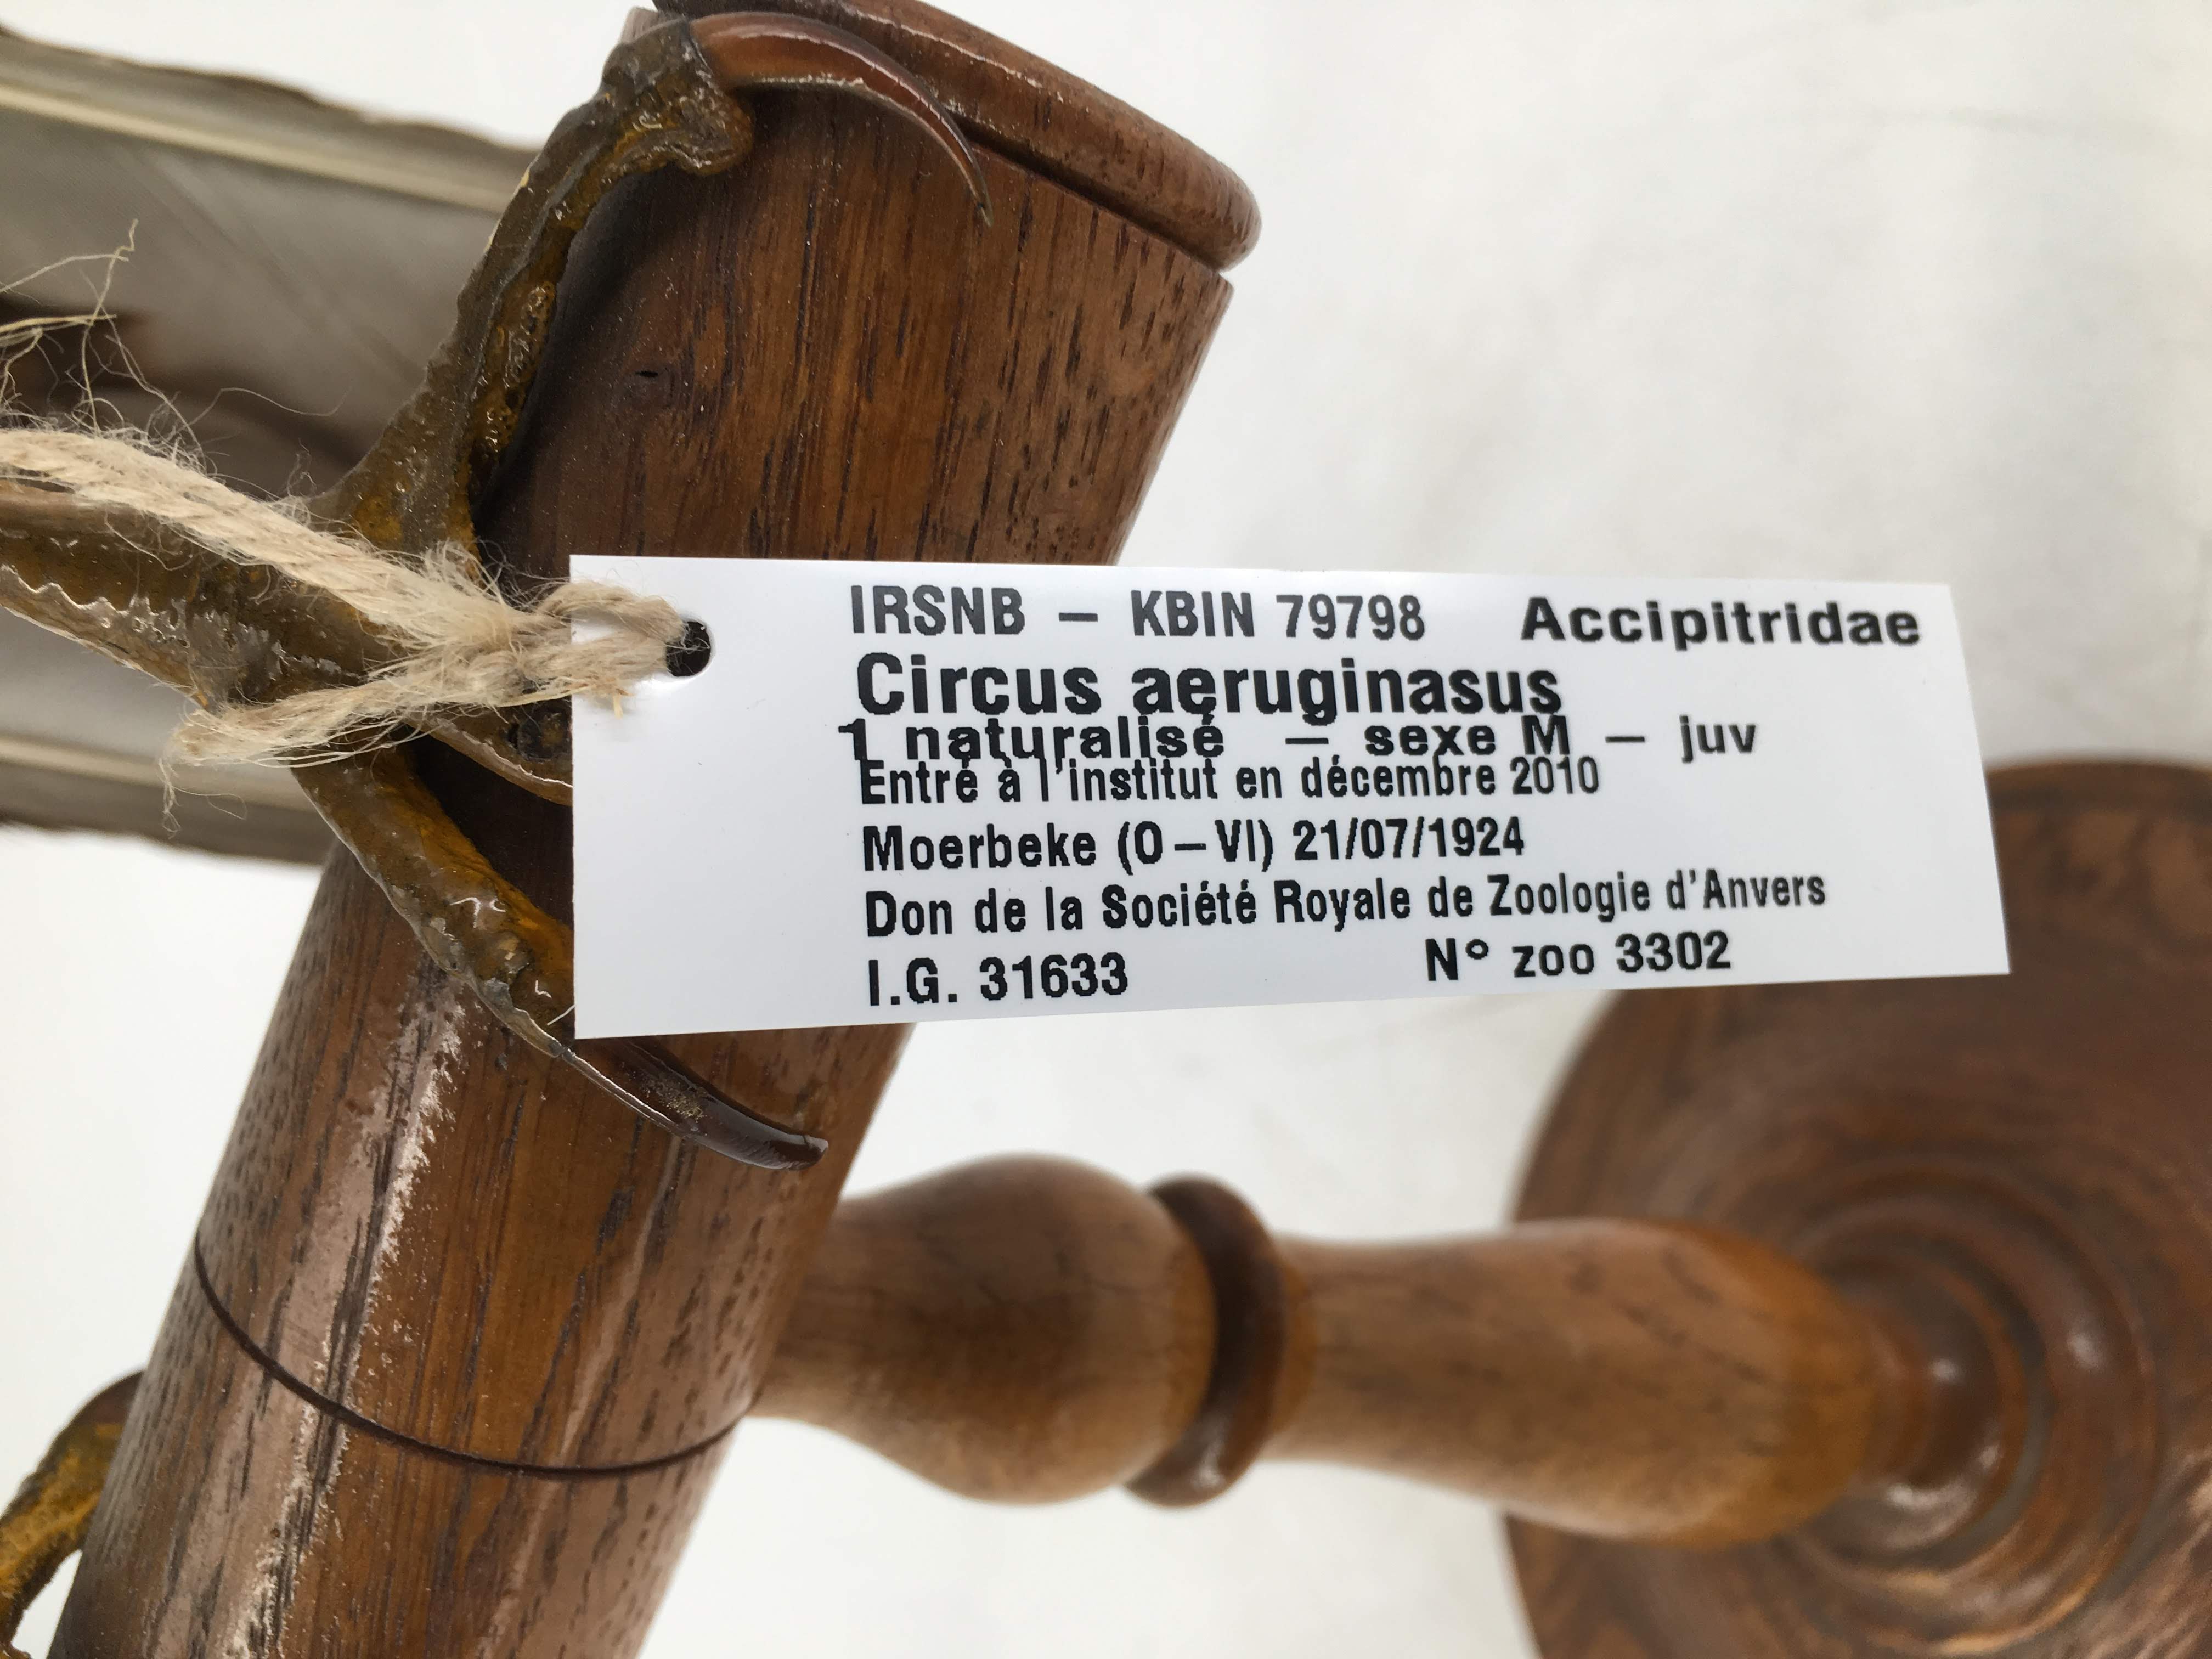 IRSNB – KBIN 79798 Accipitridae
Circus aeruginasus
1 naturalisé – sexe M – juv
Entré à l'institut en décembre 2010
Moerbeke (O–Vl) 21/07/1924
Don de la Société Royale de Zoologie d'Anvers
I.G. 31633 N° zoo 3302